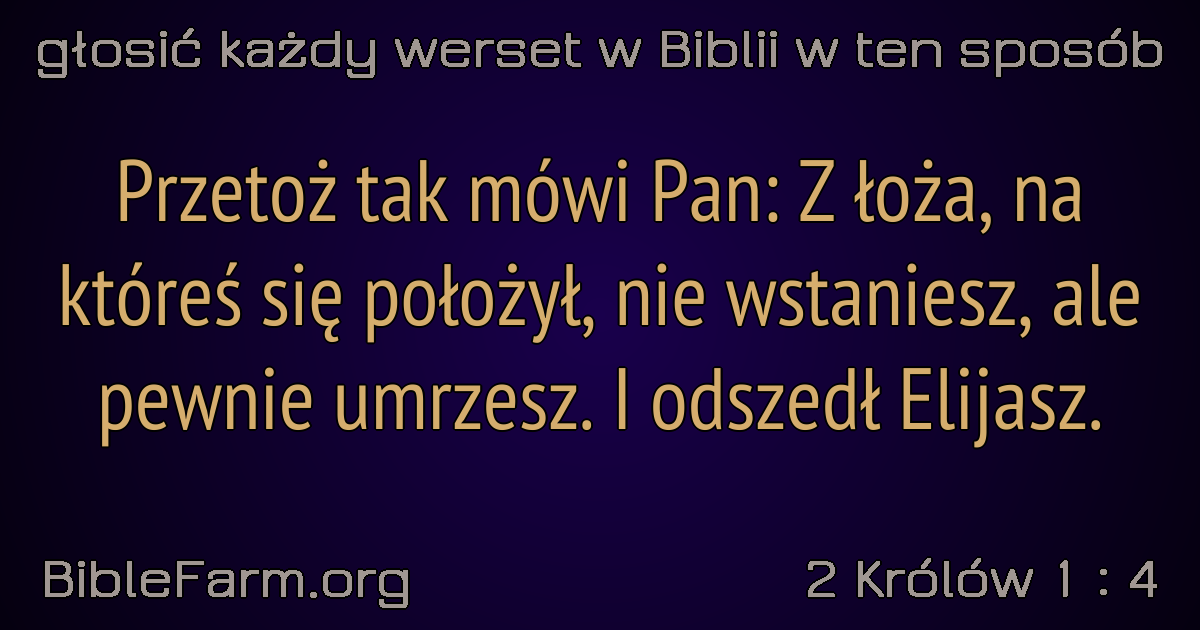 głosić każdy werset w Biblii w ten sposób
Przetoż tak mówi Pan: Z łoża, na
któreś się położył, nie wstaniesz, ale
pewnie umrzesz. I odszedł Elijasz.
BibleFarm.org
2 Królów 1 : 4